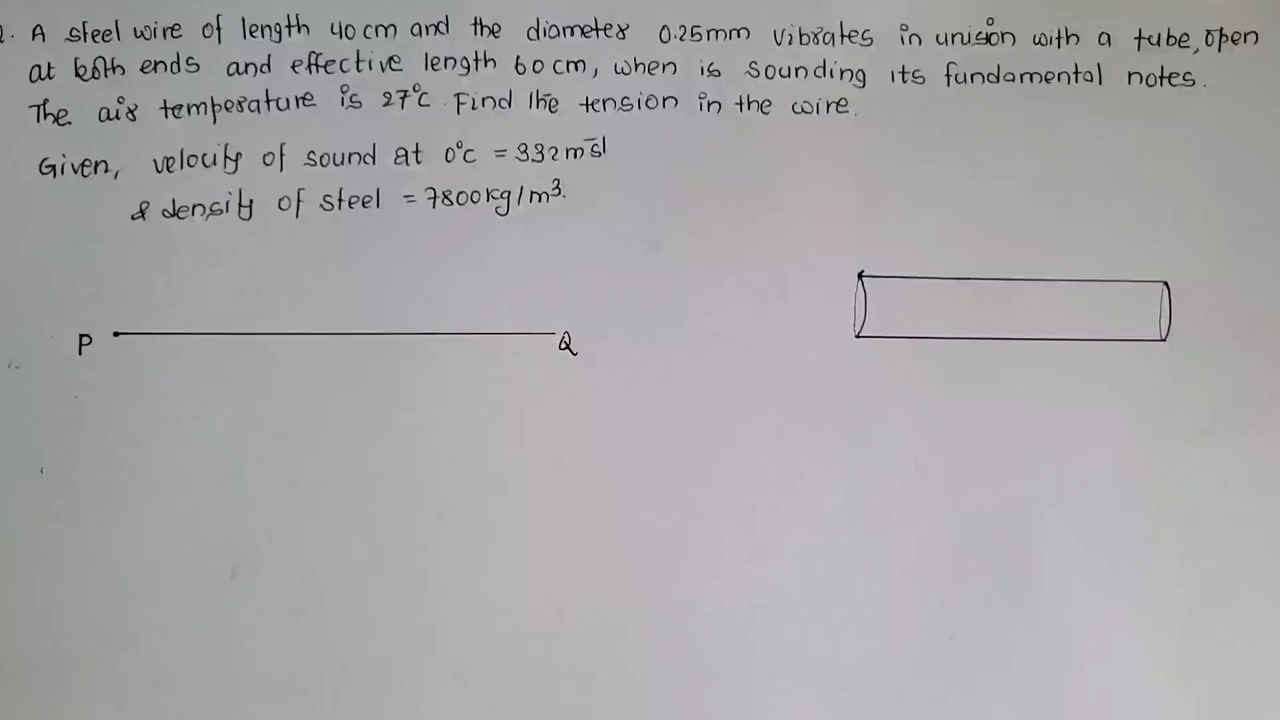 2. A steel wire of length 40 cm and the diameter 0.25mm vibrates in unison with a tube, open
at both ends and effective length 60 cm, when is sounding its fundamental notes.
The air temperature is 27°C. Find the tension in the wire.
Given, velocity of sound at 0°C = 332 ms⁻¹
& density of steel = 7800 kg/m³.
P Q